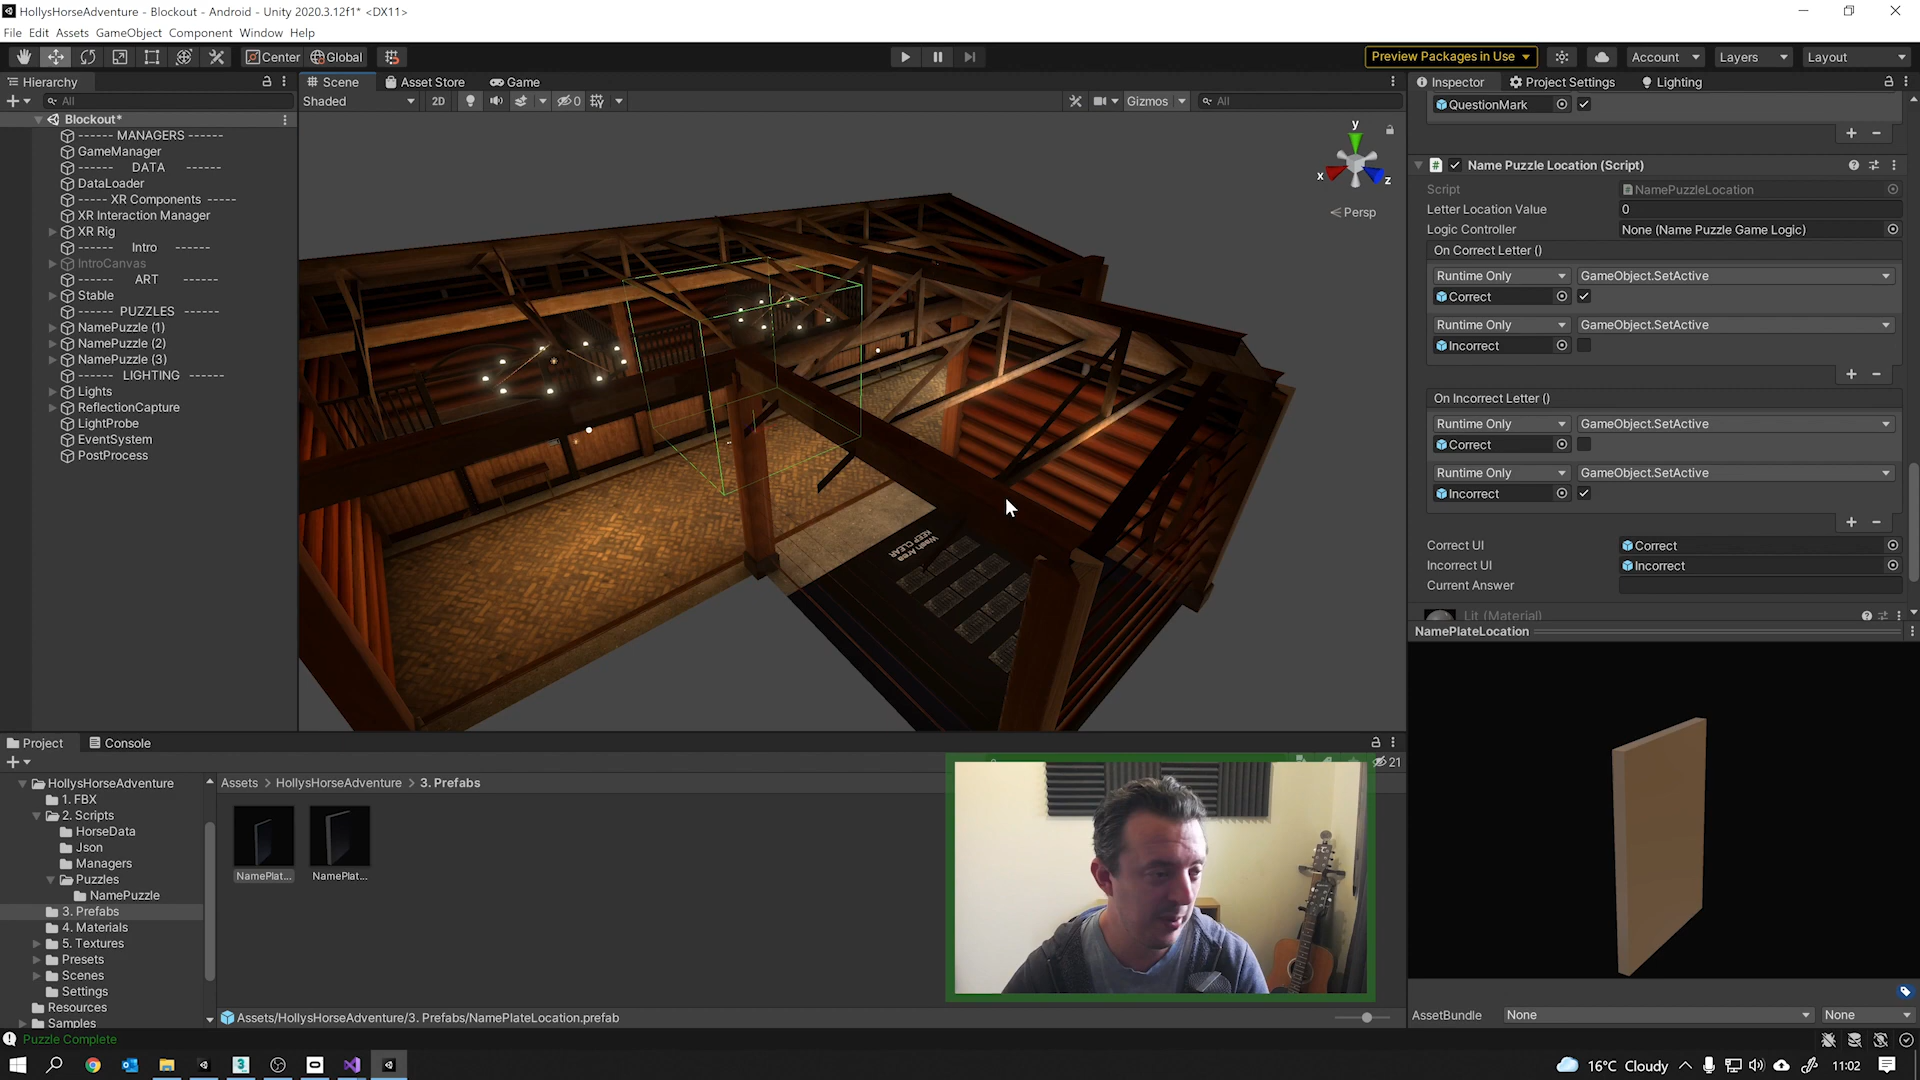 HollysHorseAdventure - Blockout - Android - Unity 2020.3.12f1* <DX11>
File Edit Assets GameObject Component Window Help
Center Global
Preview Packages in Use
Account
Layers
Layout
Hierarchy
All
Blockout*
------ MANAGERS ------
GameManager
------ DATA ------
DataLoader
----- XR Components -----
XR Interaction Manager
XR Rig
------ Intro ------
IntroCanvas
------ ART ------
Stable
------ PUZZLES ------
NamePuzzle (1)
NamePuzzle (2)
NamePuzzle (3)
------ LIGHTING ------
Lights
ReflectionCapture
LightProbe
EventSystem
PostProcess
Scene Asset Store Game
Shaded 2D 0 Gizmos All
y
x
z
Persp
Wash Area
KEEP CLEAR
Inspector Project Settings Lighting
QuestionMark
Name Puzzle Location (Script)
Script NamePuzzleLocation
Letter Location Value 0
Logic Controller None (Name Puzzle Game Logic)
On Correct Letter ()
Runtime Only GameObject.SetActive
Correct
Runtime Only GameObject.SetActive
Incorrect
On Incorrect Letter ()
Runtime Only GameObject.SetActive
Correct
Runtime Only GameObject.SetActive
Incorrect
Correct UI Correct
Incorrect UI Incorrect
Current Answer
Lit (Material)
NamePlateLocation
AssetBundle None None
Project Console
21
HollysHorseAdventure
1. FBX
2. Scripts
HorseData
Json
Managers
Puzzles
NamePuzzle
3. Prefabs
4. Materials
5. Textures
Presets
Scenes
Settings
Resources
Samples
Assets > HollysHorseAdventure > 3. Prefabs
NamePlat... NamePlat...
Assets/HollysHorseAdventure/3. Prefabs/NamePlateLocation.prefab
Puzzle Complete
16°C Cloudy 11:02